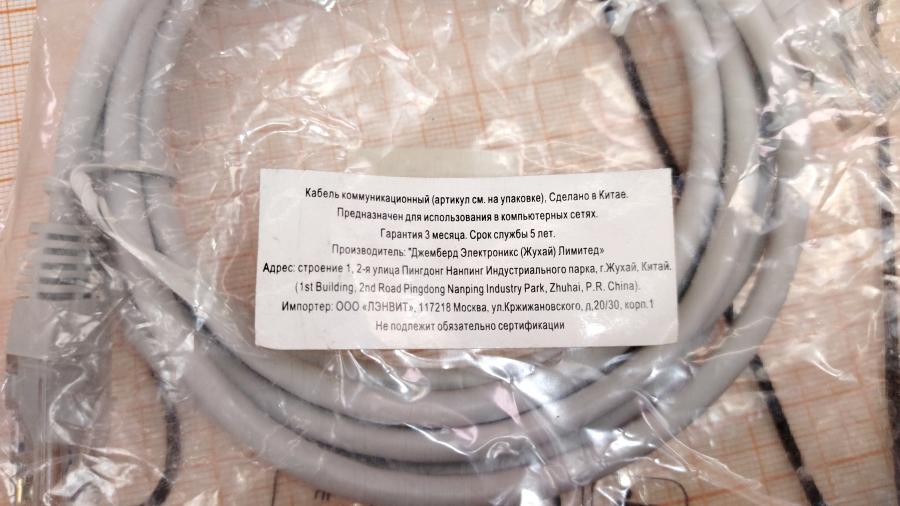 Кабель коммуникационный (артикул см. на упаковке), Сделано в Китае.
Предназначен для использования в компьютерных сетях.
Гарантия 3 месяца. Срок службы 5 лет.
Производитель: "Джемберд Электроникс (Жухай) Лимитед»
Адрес: строение 1, 2-я улица Пингдонг Нанпинг Индустриального парка, г.Жухай, Китай.
(1st Building, 2nd Road Pingdong Nanping Industry Park, Zhuhai, P.R. China).
Импортер: ООО «ЛЭНВИТ», 117218 Москва, ул.Кржижановского, д.20/30, корп.1
Не подлежит обязательно сертификации